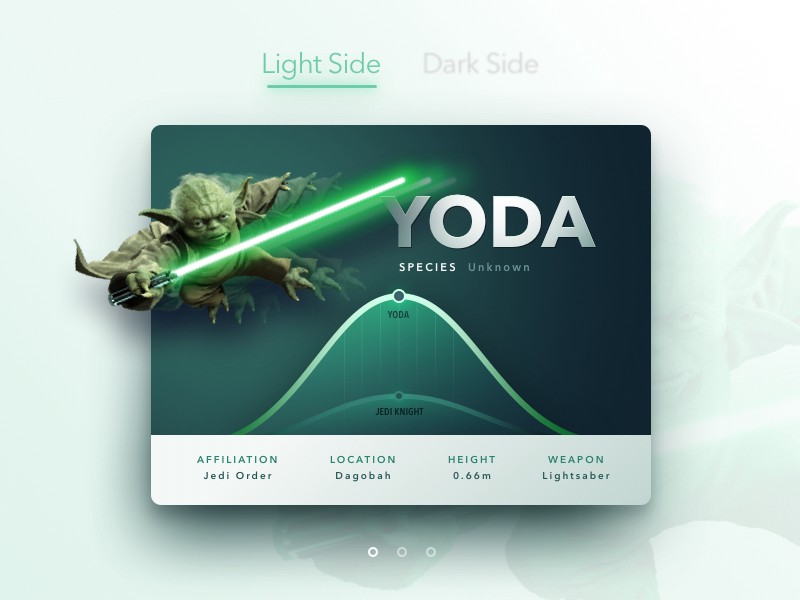 Light Side Dark Side
YODA
SPECIES Unknown
YODA
JEDI KNIGHT
AFFILIATION LOCATION HEIGHT WEAPON
Jedi Order Dagobah 0.66m Lightsaber